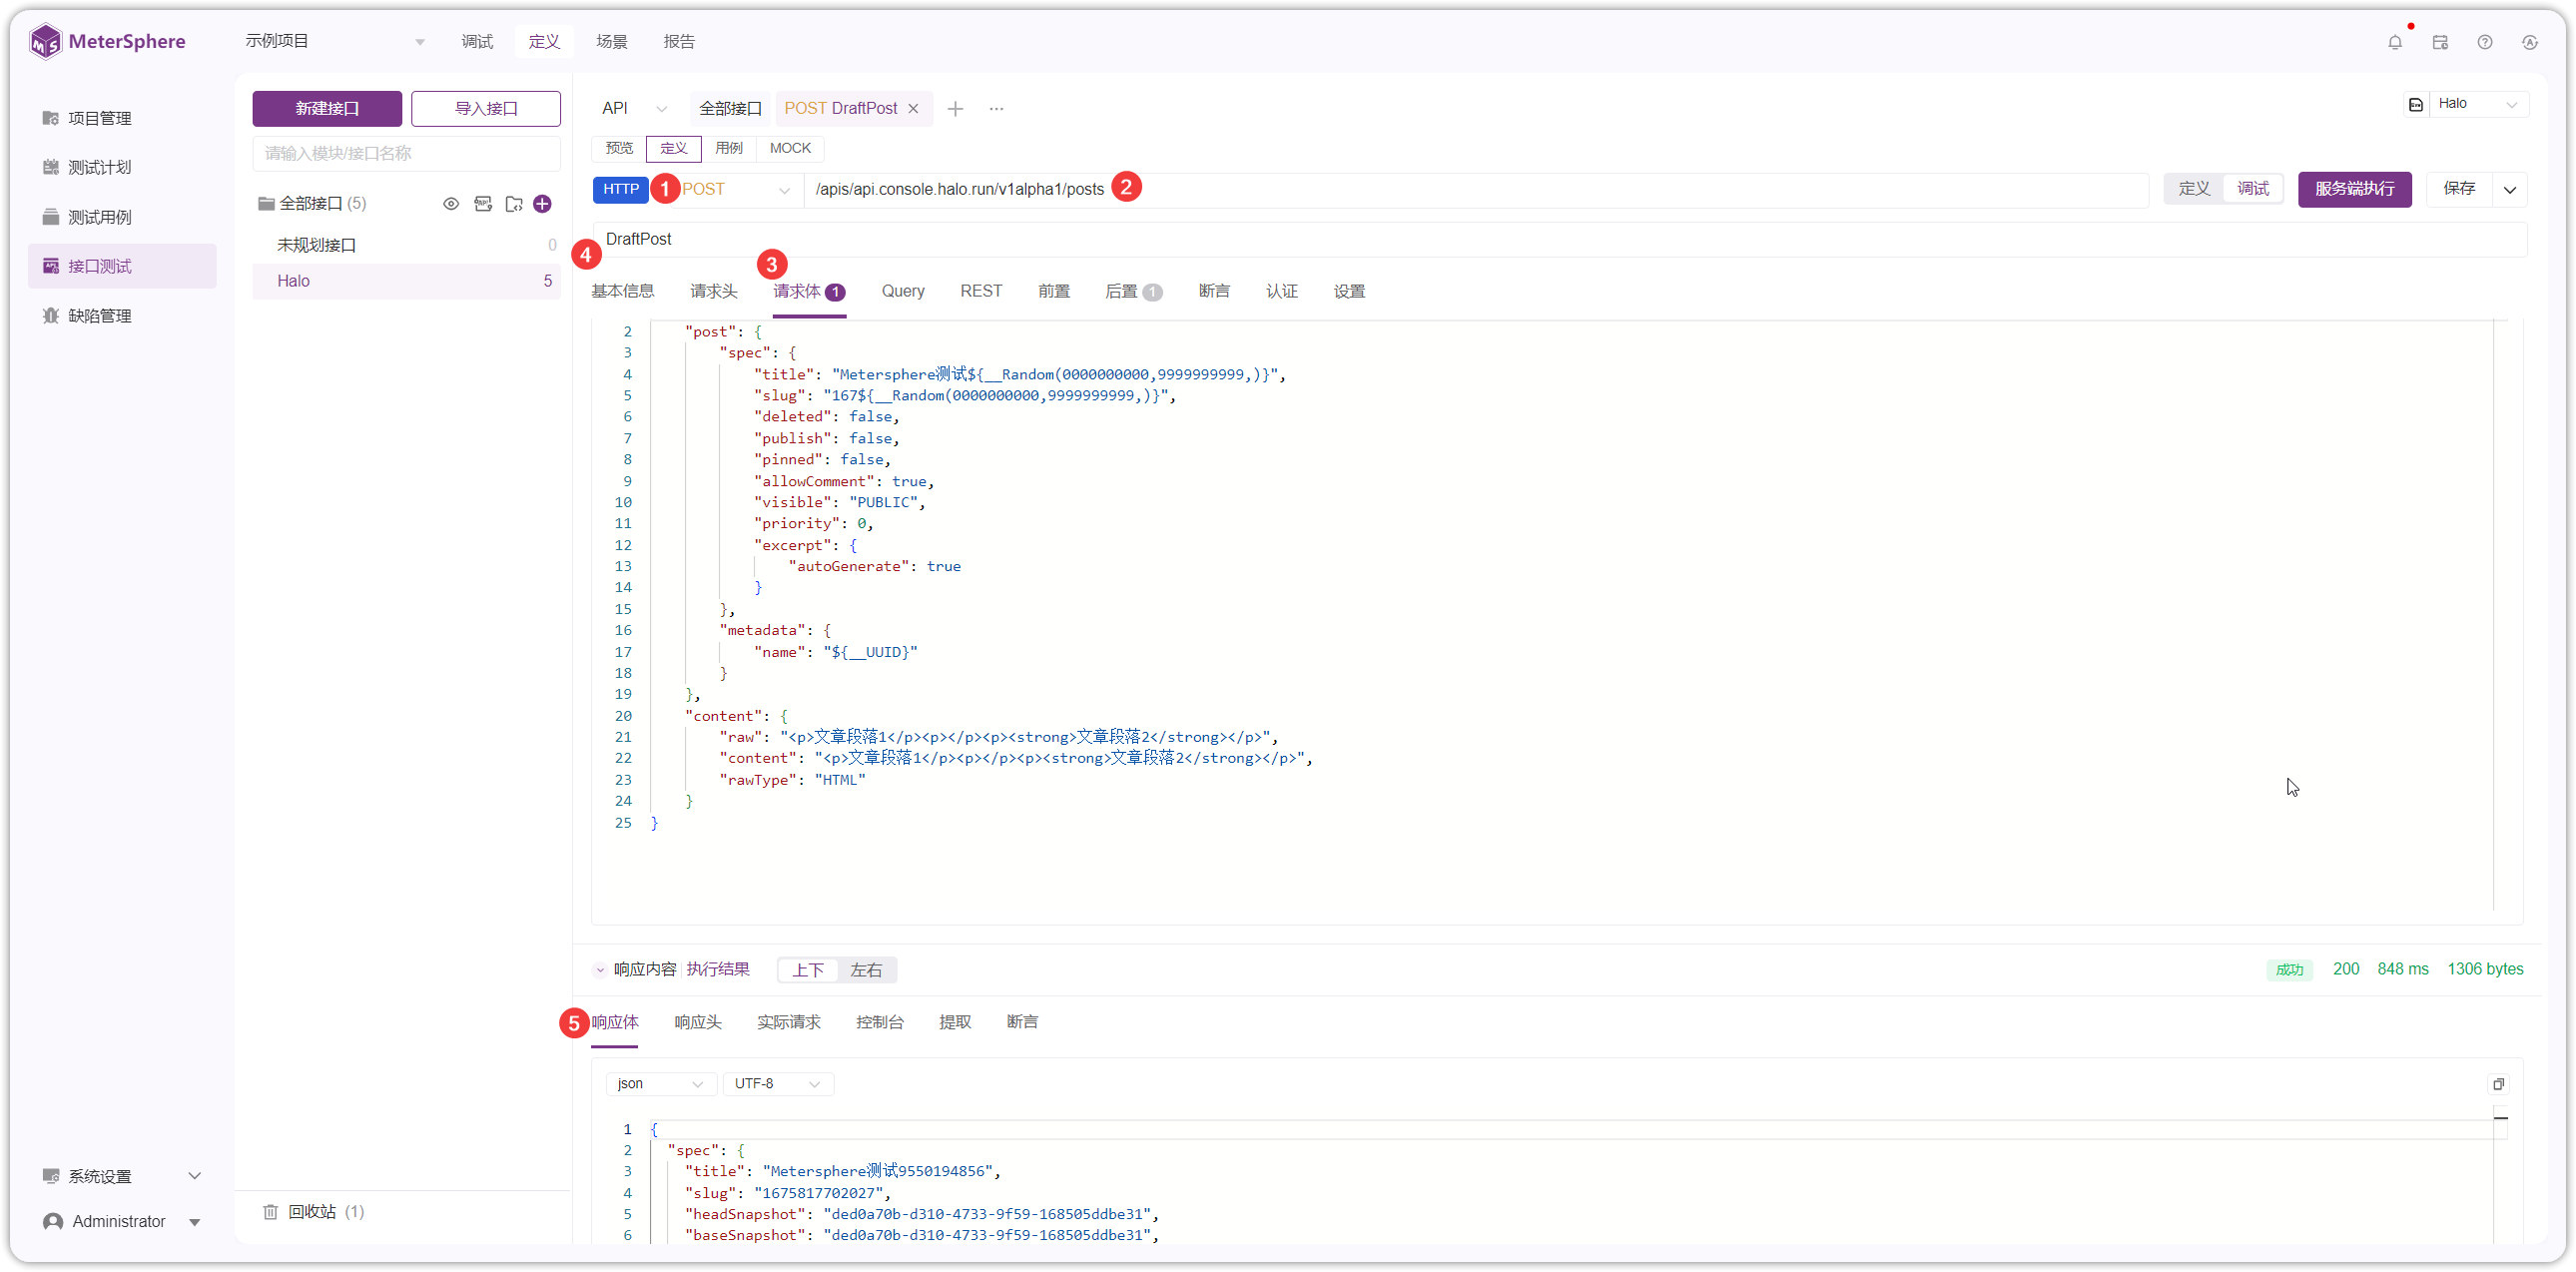 MeterSphere
示例项目
调试 定义 场景 报告
项目管理
测试计划
测试用例
接口测试
缺陷管理
系统设置
Administrator
新建接口 导入接口
请输入模块/接口名称
全部接口 (5)
未规划接口 0
Halo 5
回收站 (1)
API 全部接口 POST DraftPost
Halo
预览 定义 用例 MOCK
HTTP 1 POST /apis/api.console.halo.run/v1alpha1/posts 2
定义 调试 服务端执行 保存
DraftPost
4 3
基本信息 请求头 请求体 1 Query REST 前置 后置 1 断言 认证 设置
2 "post": {
3 "spec": {
4 "title": "Metersphere测试${__Random(0000000000,9999999999,)}",
5 "slug": "167${__Random(0000000000,9999999999,)}",
6 "deleted": false,
7 "publish": false,
8 "pinned": false,
9 "allowComment": true,
10 "visible": "PUBLIC",
11 "priority": 0,
12 "excerpt": {
13 "autoGenerate": true
14 }
15 },
16 "metadata": {
17 "name": "${__UUID}"
18 }
19 },
20 "content": {
21 "raw": "<p>文章段落1</p><p></p><p><strong>文章段落2</strong></p>",
22 "content": "<p>文章段落1</p><p></p><p><strong>文章段落2</strong></p>",
23 "rawType": "HTML"
24 }
25 }
响应内容 执行结果 上下 左右
成功 200 848 ms 1306 bytes
5 响应体 响应头 实际请求 控制台 提取 断言
json UTF-8
1 {
2 "spec": {
3 "title": "Metersphere测试9550194856",
4 "slug": "1675817702027",
5 "headSnapshot": "ded0a70b-d310-4733-9f59-168505ddbe31",
6 "baseSnapshot": "ded0a70b-d310-4733-9f59-168505ddbe31",